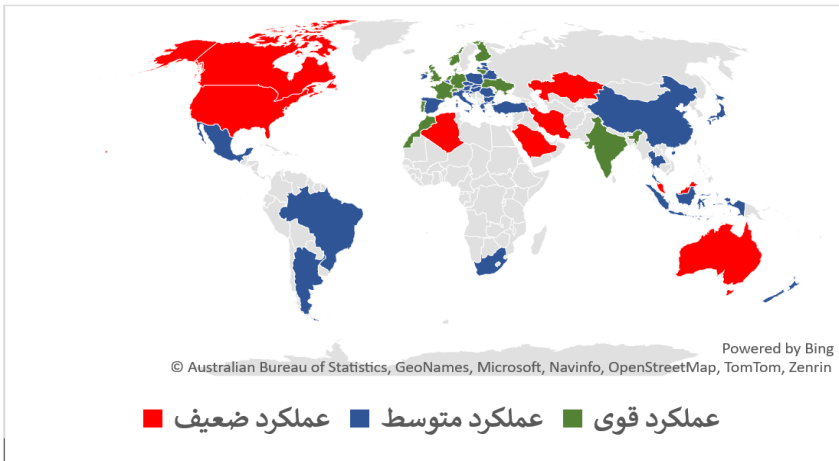 Powered by Bing
© Australian Bureau of Statistics, GeoNames, Microsoft, Navinfo, OpenStreetMap, TomTom, Zenrin
عملکرد قوی عملکرد متوسط عملکرد ضعیف